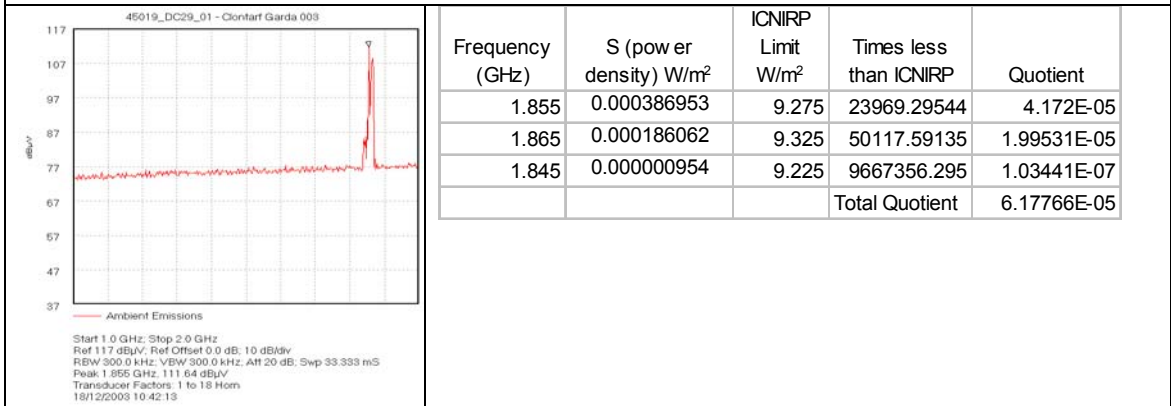 45019_DC29_01 - Clontarf Garda 003
117
107
97
87
77
67
57
47
37
dBµV
Ambient Emissions
Start 1.0 GHz; Stop 2.0 GHz
Ref 117 dBµV; Ref Offset 0.0 dB; 10 dB/div
RBW 300.0 kHz; VBW 300.0 kHz; Att 20 dB; Swp 33.333 mS
Peak 1.855 GHz, 111.64 dBµV
Transducer Factors: 1 to 18 Horn
18/12/2003 10:42:13
Frequency (GHz) S (pow er density) W/m² ICNIRP Limit W/m² Times less than ICNIRP Quotient
1.855 0.000386953 9.275 23969.29544 4.172E-05
1.865 0.000186062 9.325 50117.59135 1.99531E-05
1.845 0.000000954 9.225 9667356.295 1.03441E-07
Total Quotient 6.17766E-05